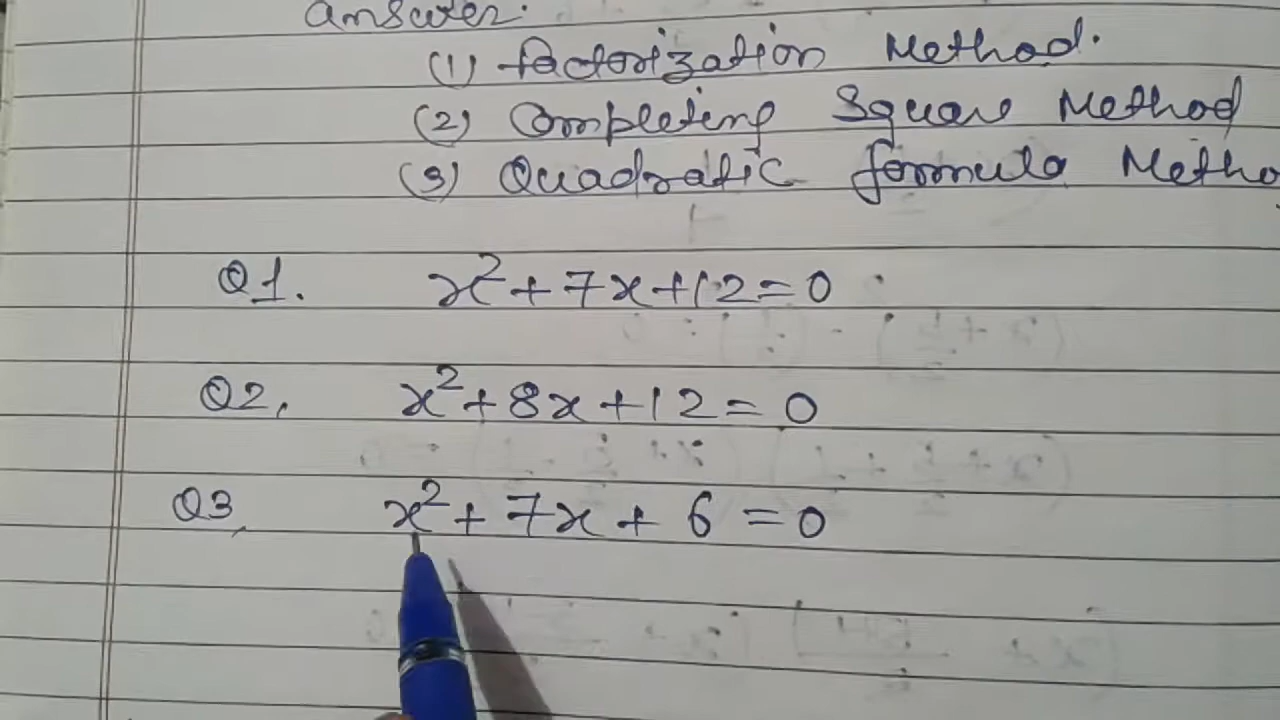 answer.
(1) factorization Method.
(2) Completing Square Method
(3) Quadratic formula Metho
Q1. x²+7x+12=0
Q2, x²+8x+12=0
Q3, x²+7x+6=0